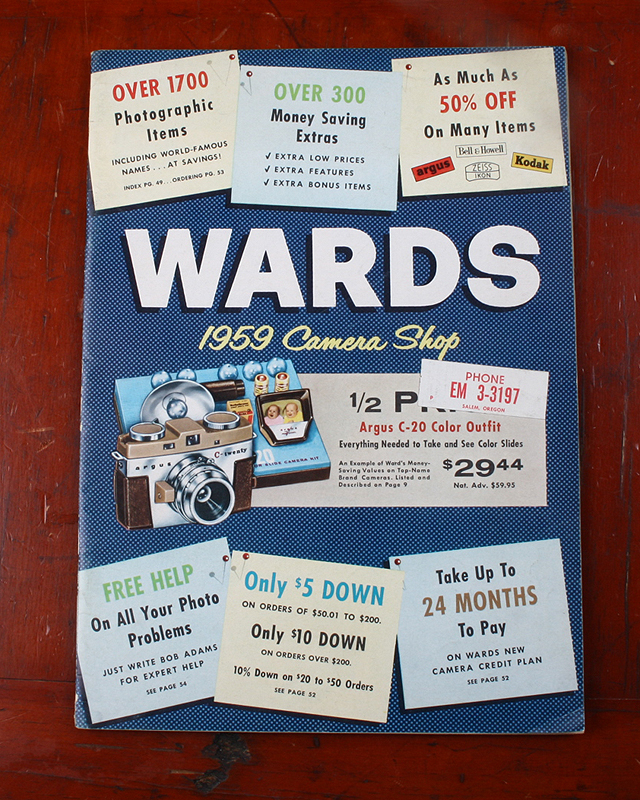 OVER 1700
Photographic
Items
INCLUDING WORLD-FAMOUS
NAMES . . . AT SAVINGS!
INDEX PG. 49 . . . ORDERING PG. 53
OVER 300
Money Saving
Extras
✓ EXTRA LOW PRICES
✓ EXTRA FEATURES
✓ EXTRA BONUS ITEMS
As Much As
50% OFF
On Many Items
Bell & Howell
argus
ZEISS
IKON
Kodak
WARDS
1959 Camera Shop
PHONE
EM 3-3197
SALEM, OREGON
1/2
Argus C-20 Color Outfit
Everything Needed to Take and See Color Slides
An Example of Ward's Money-
Saving Values on Top-Name
Brand Cameras. Listed and
Described on Page 9
$29.44
Nat. Adv. $59.95
argus
C-twenty
20
SLIDE CAMERA KIT
FREE HELP
On All Your Photo
Problems
JUST WRITE BOB ADAMS
FOR EXPERT HELP
SEE PAGE 54
Only $5 DOWN
ON ORDERS OF $50.01 TO $200.
Only $10 DOWN
ON ORDERS OVER $200.
10% Down on $20 to $50 Orders
SEE PAGE 52
Take Up To
24 MONTHS
To Pay
ON WARDS NEW
CAMERA CREDIT PLAN
SEE PAGE 52